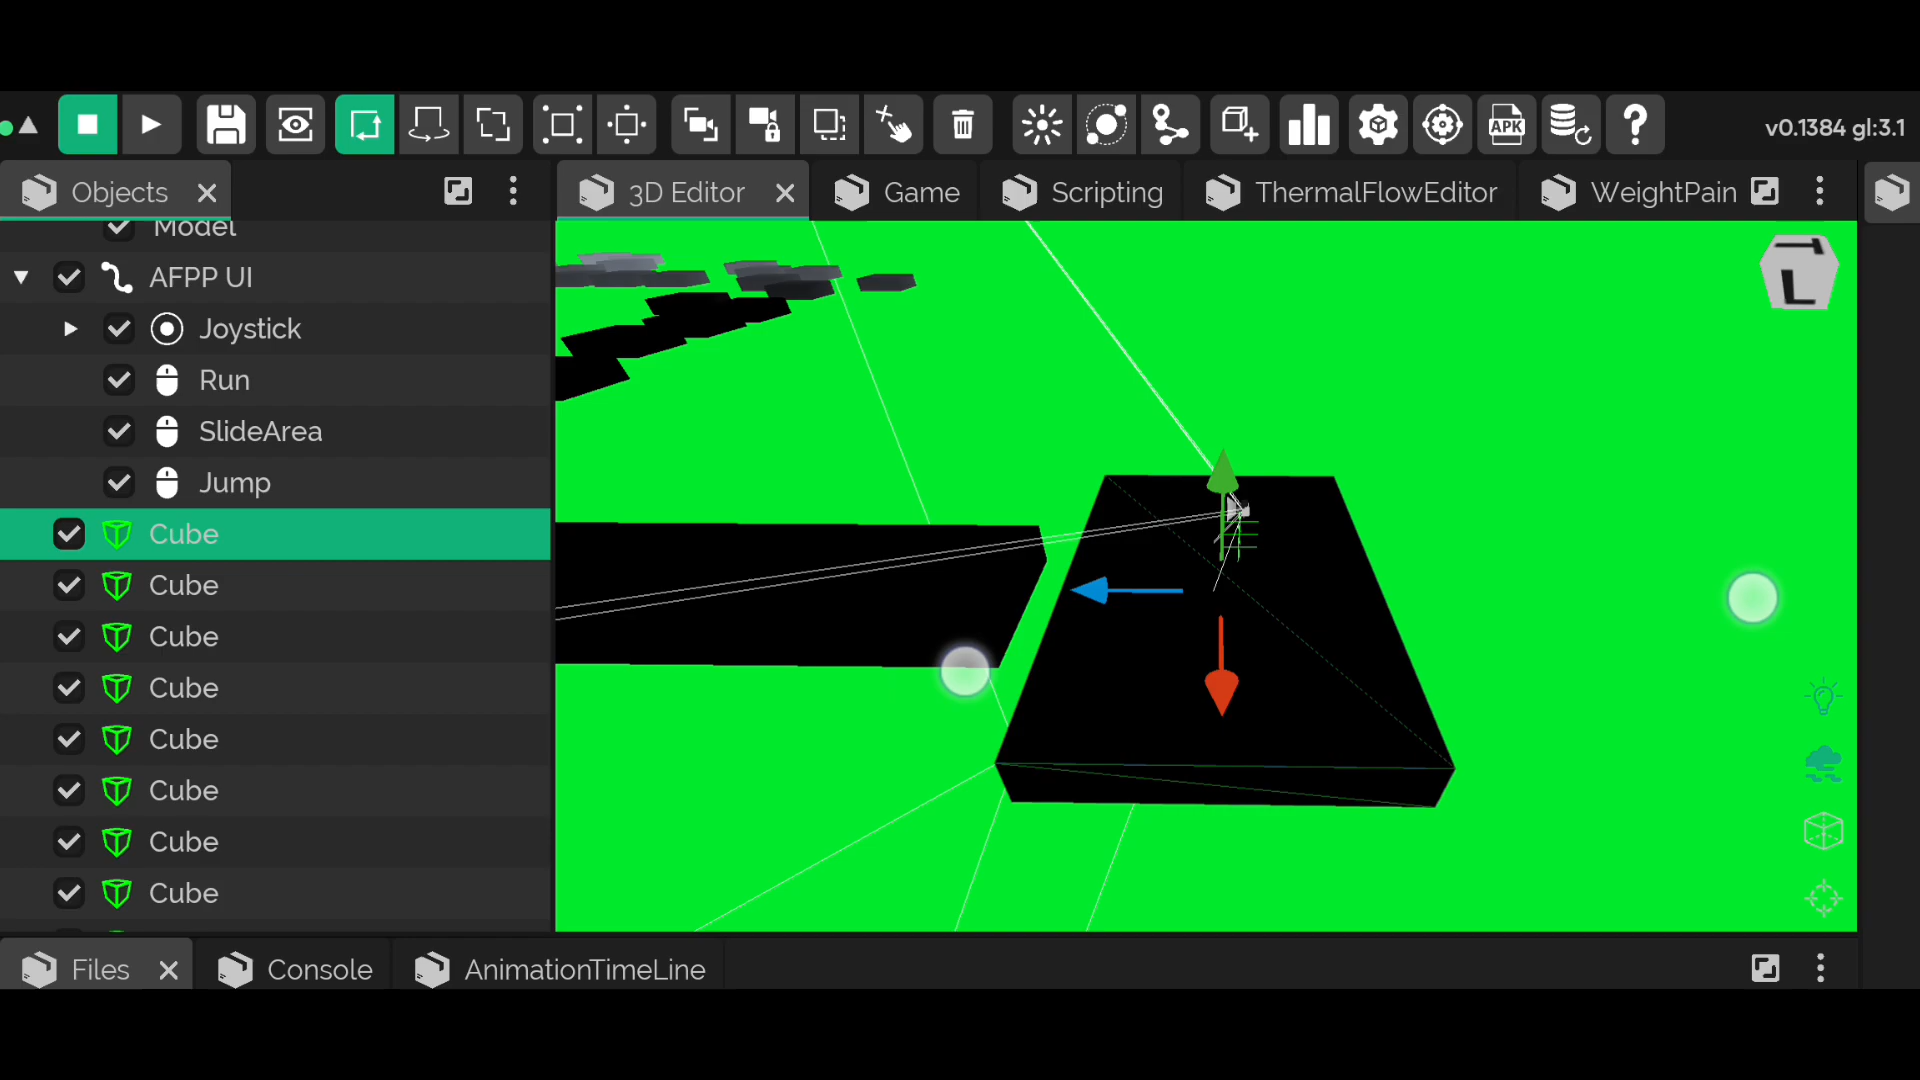 APK
v0.1384 gl:3.1
Objects
3D Editor
Game
Scripting
ThermalFlowEditor
WeightPain
Model
AFPP UI
Joystick
Run
SlideArea
Jump
Cube
Cube
Cube
Cube
Cube
Cube
Cube
Cube
L
Files
Console
AnimationTimeLine